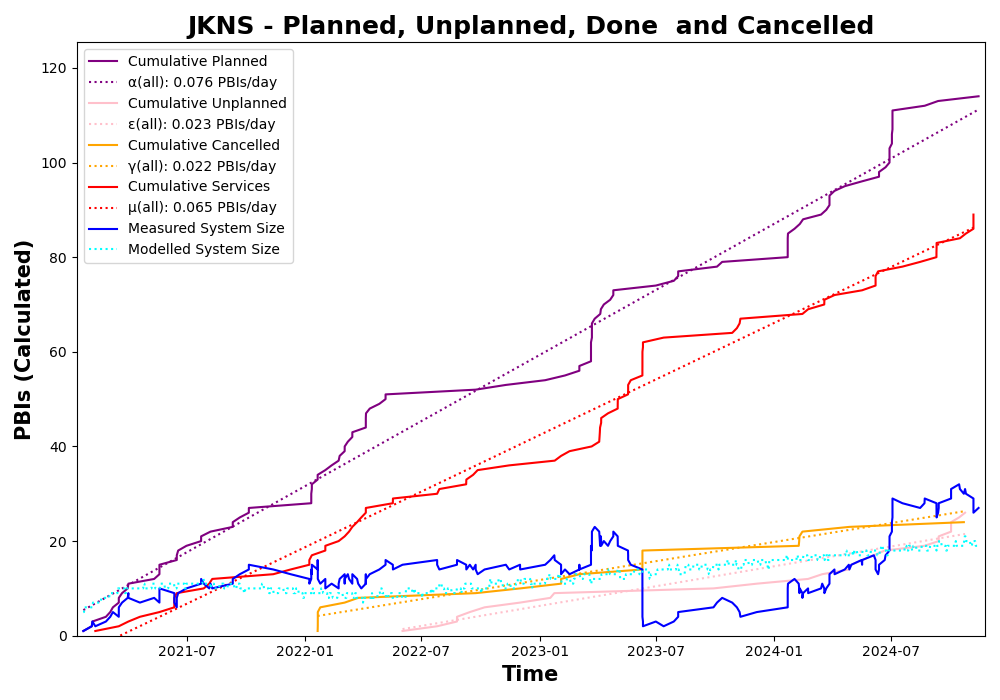 JKNS - Planned, Unplanned, Done  and Cancelled
Cumulative Planned
α(all): 0.076 PBIs/day
Cumulative Unplanned
ε(all): 0.023 PBIs/day
Cumulative Cancelled
γ(all): 0.022 PBIs/day
Cumulative Services
μ(all): 0.065 PBIs/day
Measured System Size
Modelled System Size
PBIs (Calculated)
120
100
80
60
40
20
0
2021-07 2022-01 2022-07 2023-01 2023-07 2024-01 2024-07
Time